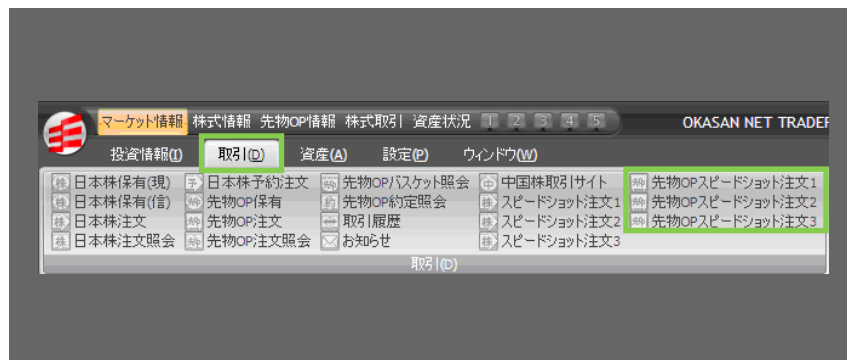 マーケット情報 株式情報 先物OP情報 株式取引 資産状況 1 2 3 4 5 OKASAN NET TRADER
投資情報(I) 取引(D) 資産(A) 設定(P) ウィンドウ(W)
日本株保有(現) 日本株予約注文 先物OPバスケット照会 中国株取引サイト 先物OPスピードショット注文1
日本株保有(信) 先物OP保有 先物OP約定照会 スピードショット注文1 先物OPスピードショット注文2
日本株注文 先物OP注文 取引履歴 スピードショット注文2 先物OPスピードショット注文3
日本株注文照会 先物OP注文照会 お知らせ スピードショット注文3
取引(D)